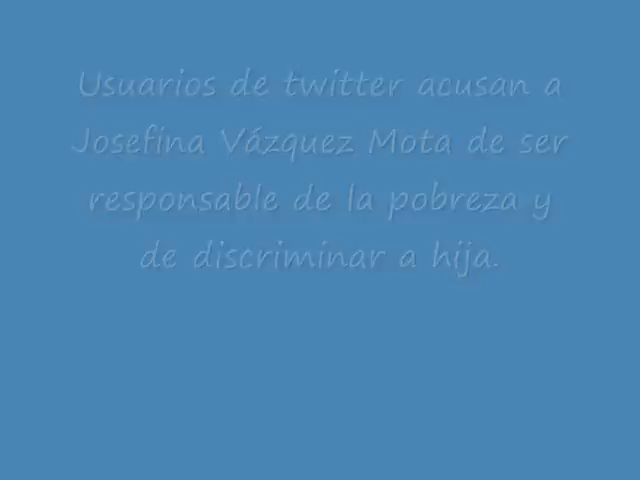 Usuarios de twitter acusan a
Josefina Vázquez Mota de ser
responsable de la pobreza y
de discriminar a hija.